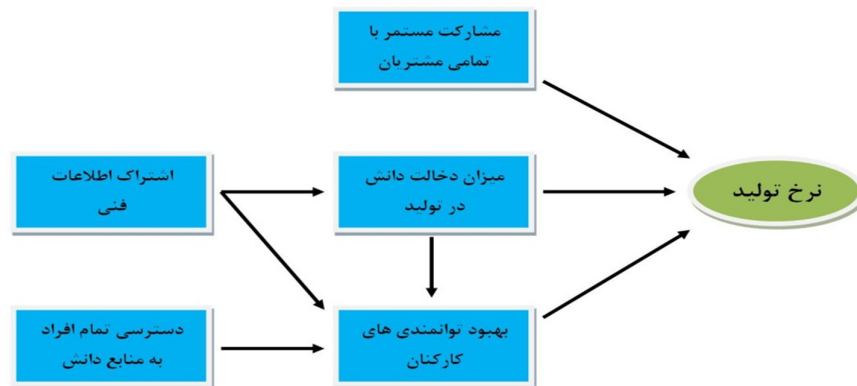 مشارکت مستمر با
تمامی مشتریان
اشتراک اطلاعات
فنی
میزان دخالت دانش
در تولید
نرخ تولید
دسترسی تمام افراد
به منابع دانش
بهبود توانمندی های
کارکنان